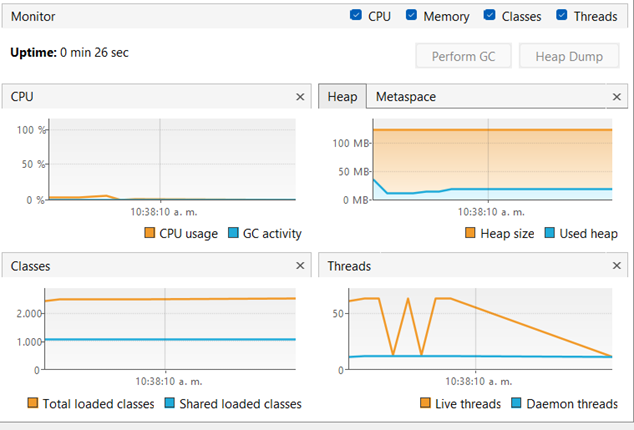 Monitor CPU Memory Classes Threads
Uptime: 0 min 26 sec
Perform GC Heap Dump
CPU
100 %
50 %
0 %
10:38:10 a. m.
CPU usage GC activity
Heap Metaspace
100 MB
50 MB
0 MB
10:38:10 a. m.
Heap size Used heap
Classes
2.000
1.000
0
10:38:10 a. m.
Total loaded classes Shared loaded classes
Threads
50
0
10:38:10 a. m.
Live threads Daemon threads